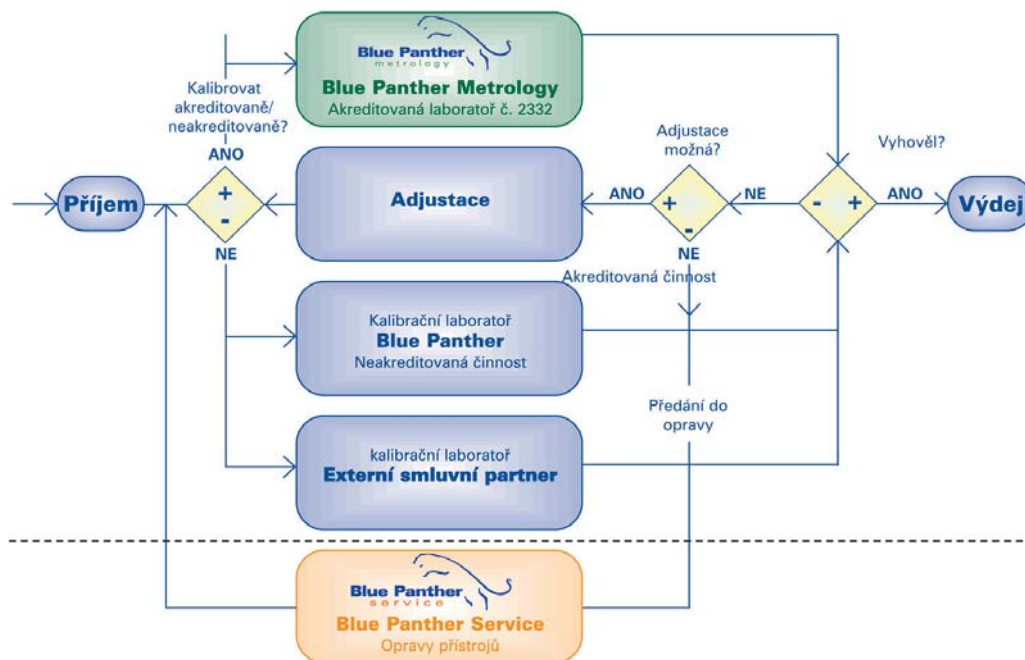 Blue Panther
metrology
Blue Panther Metrology
Akreditovaná laboratoř č. 2332
Kalibrovat
akreditovaně/
neakreditovaně?
ANO
Adjustace
možná?
Vyhověl?
Příjem
+
-
Adjustace
ANO
+
-
NE
-
+
ANO
Výdej
NE
NE
Akreditovaná činnost
Kalibrační laboratoř
Blue Panther
Neakreditovaná činnost
Předání do
opravy
kalibrační laboratoř
Externí smluvní partner
Blue Panther
service
Blue Panther Service
Opravy přístrojů